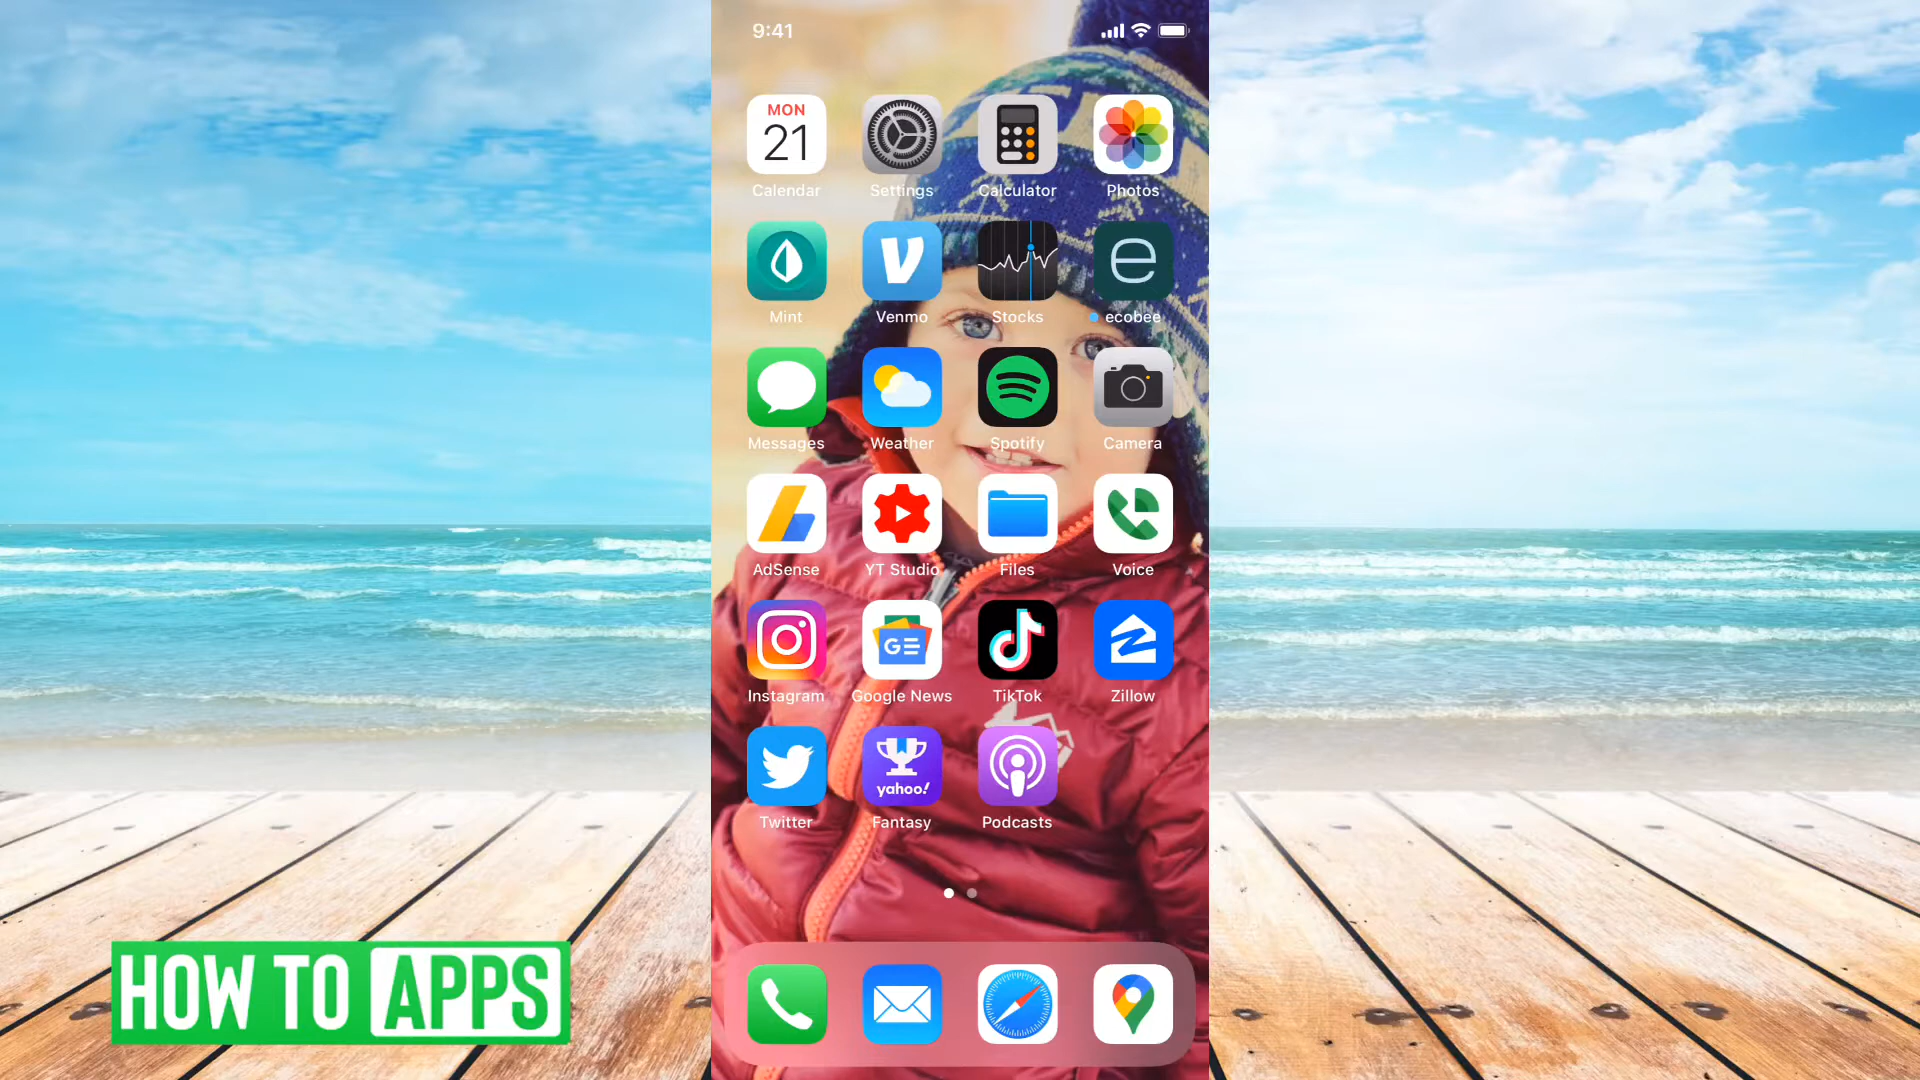 9:41
MON
21
Calendar Settings Calculator Photos
Mint Venmo Stocks ecobee
Messages Weather Spotify Camera
AdSense YT Studio Files Voice
GE
Instagram Google News TikTok Zillow
yahoo!
Twitter Fantasy Podcasts
HOW TO APPS